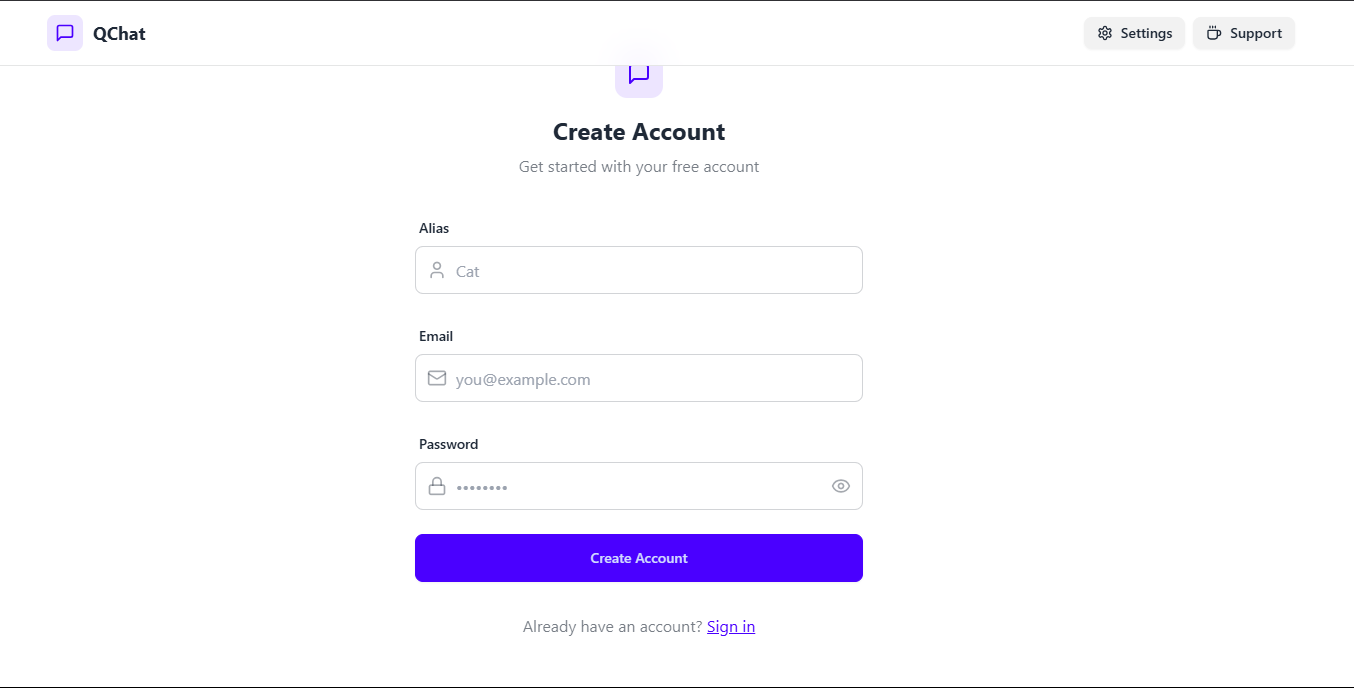 QChat
Settings
Support
Create Account
Get started with your free account
Alias
Cat
Email
you@example.com
Password
••••••••
Create Account
Already have an account? Sign in